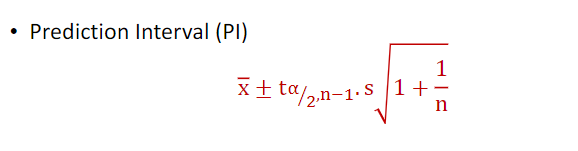 • Prediction Interval (PI)
x̅ ± tα/2,n−1. s √(1 + 1/n)